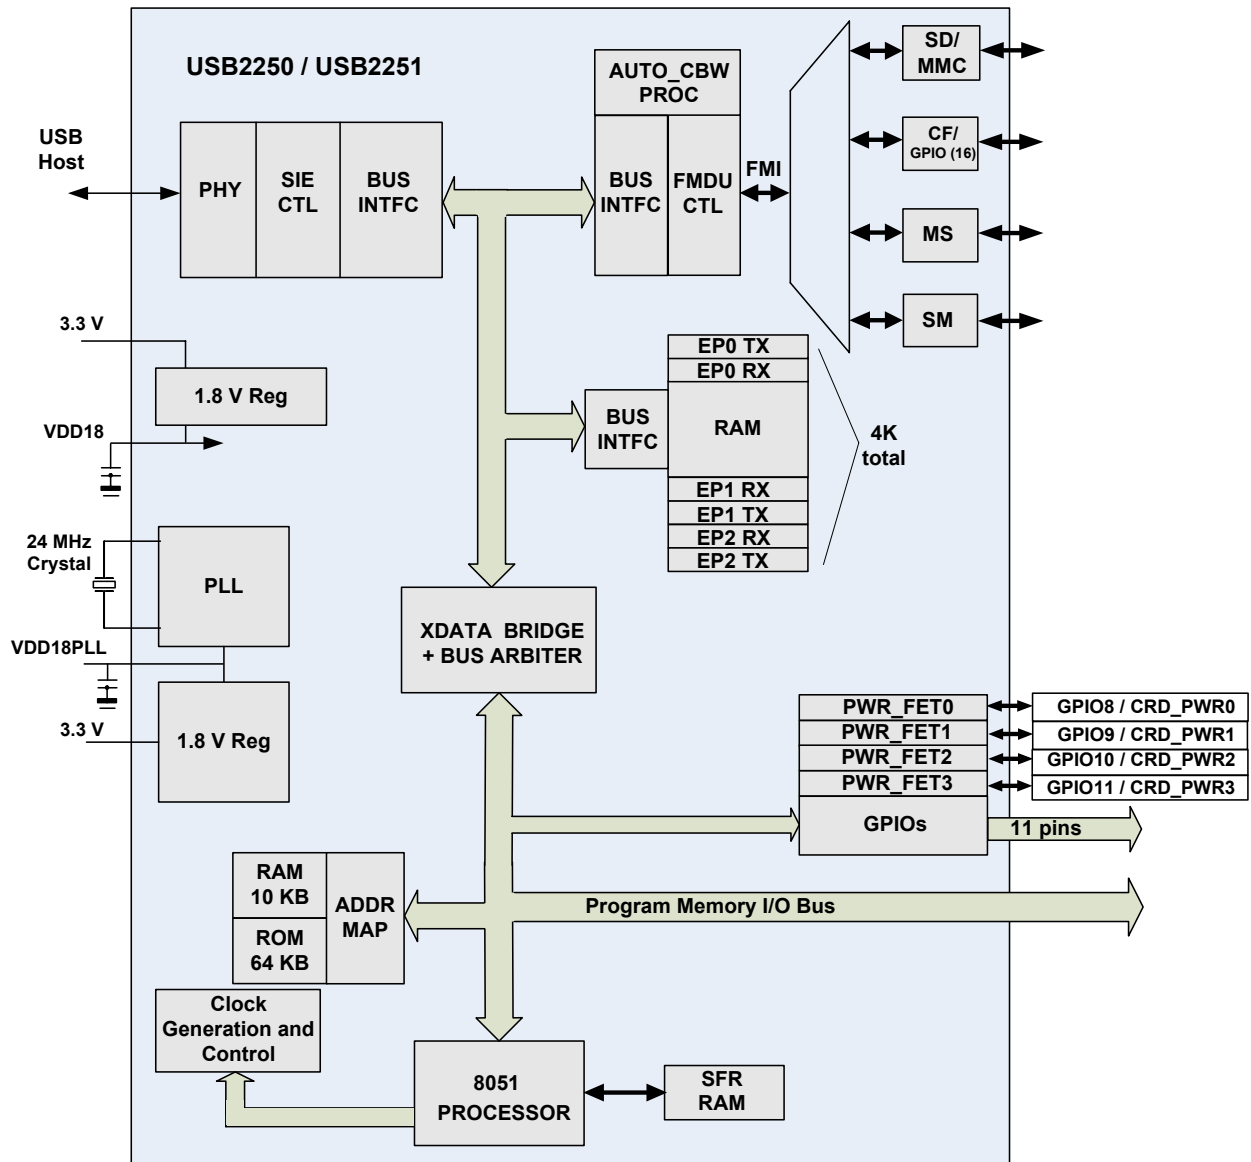 USB2250 / USB2251
USB
Host
PHY
SIE
CTL
BUS
INTFC
AUTO_CBW
PROC
BUS
INTFC
FMDU
CTL
FMI
SD/
MMC
CF/
GPIO (16)
MS
SM
3.3 V
1.8 V Reg
VDD18
EP0 TX
EP0 RX
BUS
INTFC
RAM
EP1 RX
EP1 TX
EP2 RX
EP2 TX
4K
total
24 MHz
Crystal
PLL
VDD18PLL
3.3 V
1.8 V Reg
XDATA BRIDGE
+ BUS ARBITER
PWR_FET0
PWR_FET1
PWR_FET2
PWR_FET3
GPIOs
GPIO8 / CRD_PWR0
GPIO9 / CRD_PWR1
GPIO10 / CRD_PWR2
GPIO11 / CRD_PWR3
11 pins
RAM
10 KB
ROM
64 KB
ADDR
MAP
Program Memory I/O Bus
Clock
Generation and
Control
8051
PROCESSOR
SFR
RAM